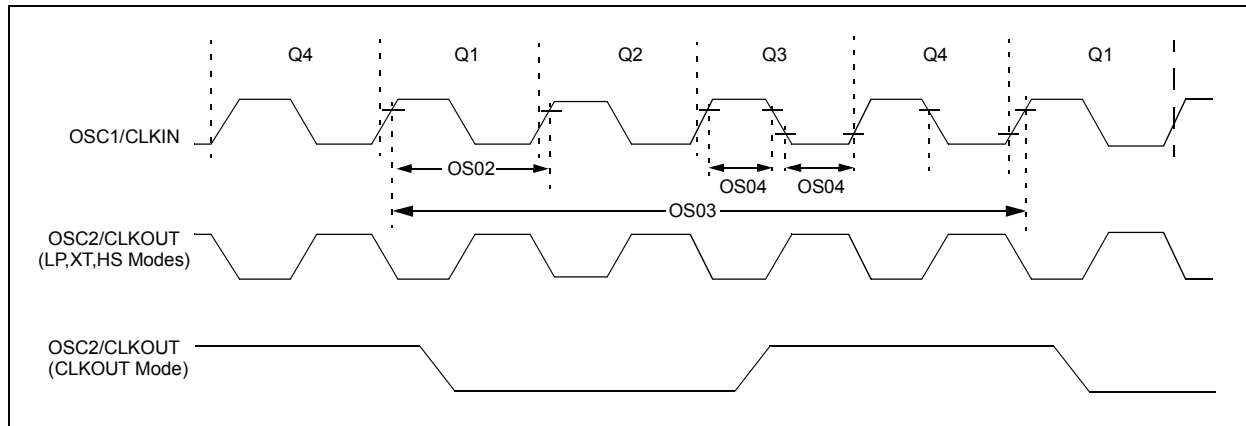 Q4 Q1 Q2 Q3 Q4 Q1
OSC1/CLKIN
OS02
OS04 OS04
OS03
OSC2/CLKOUT
(LP,XT,HS Modes)
OSC2/CLKOUT
(CLKOUT Mode)